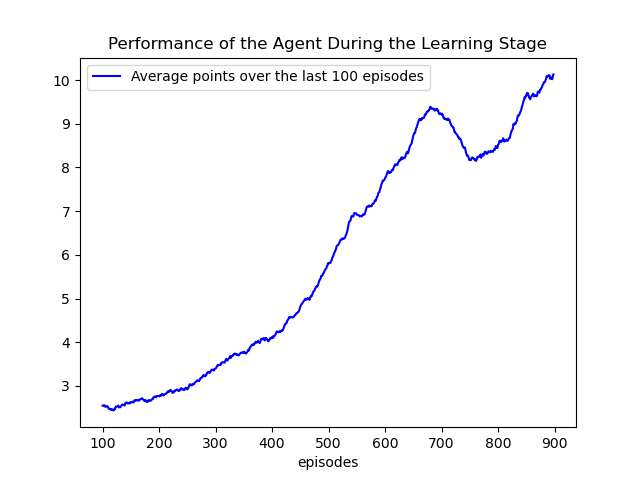 Performance of the Agent During the Learning Stage
Average points over the last 100 episodes
10
9
8
7
6
5
4
3
100 200 300 400 500 600 700 800 900
episodes